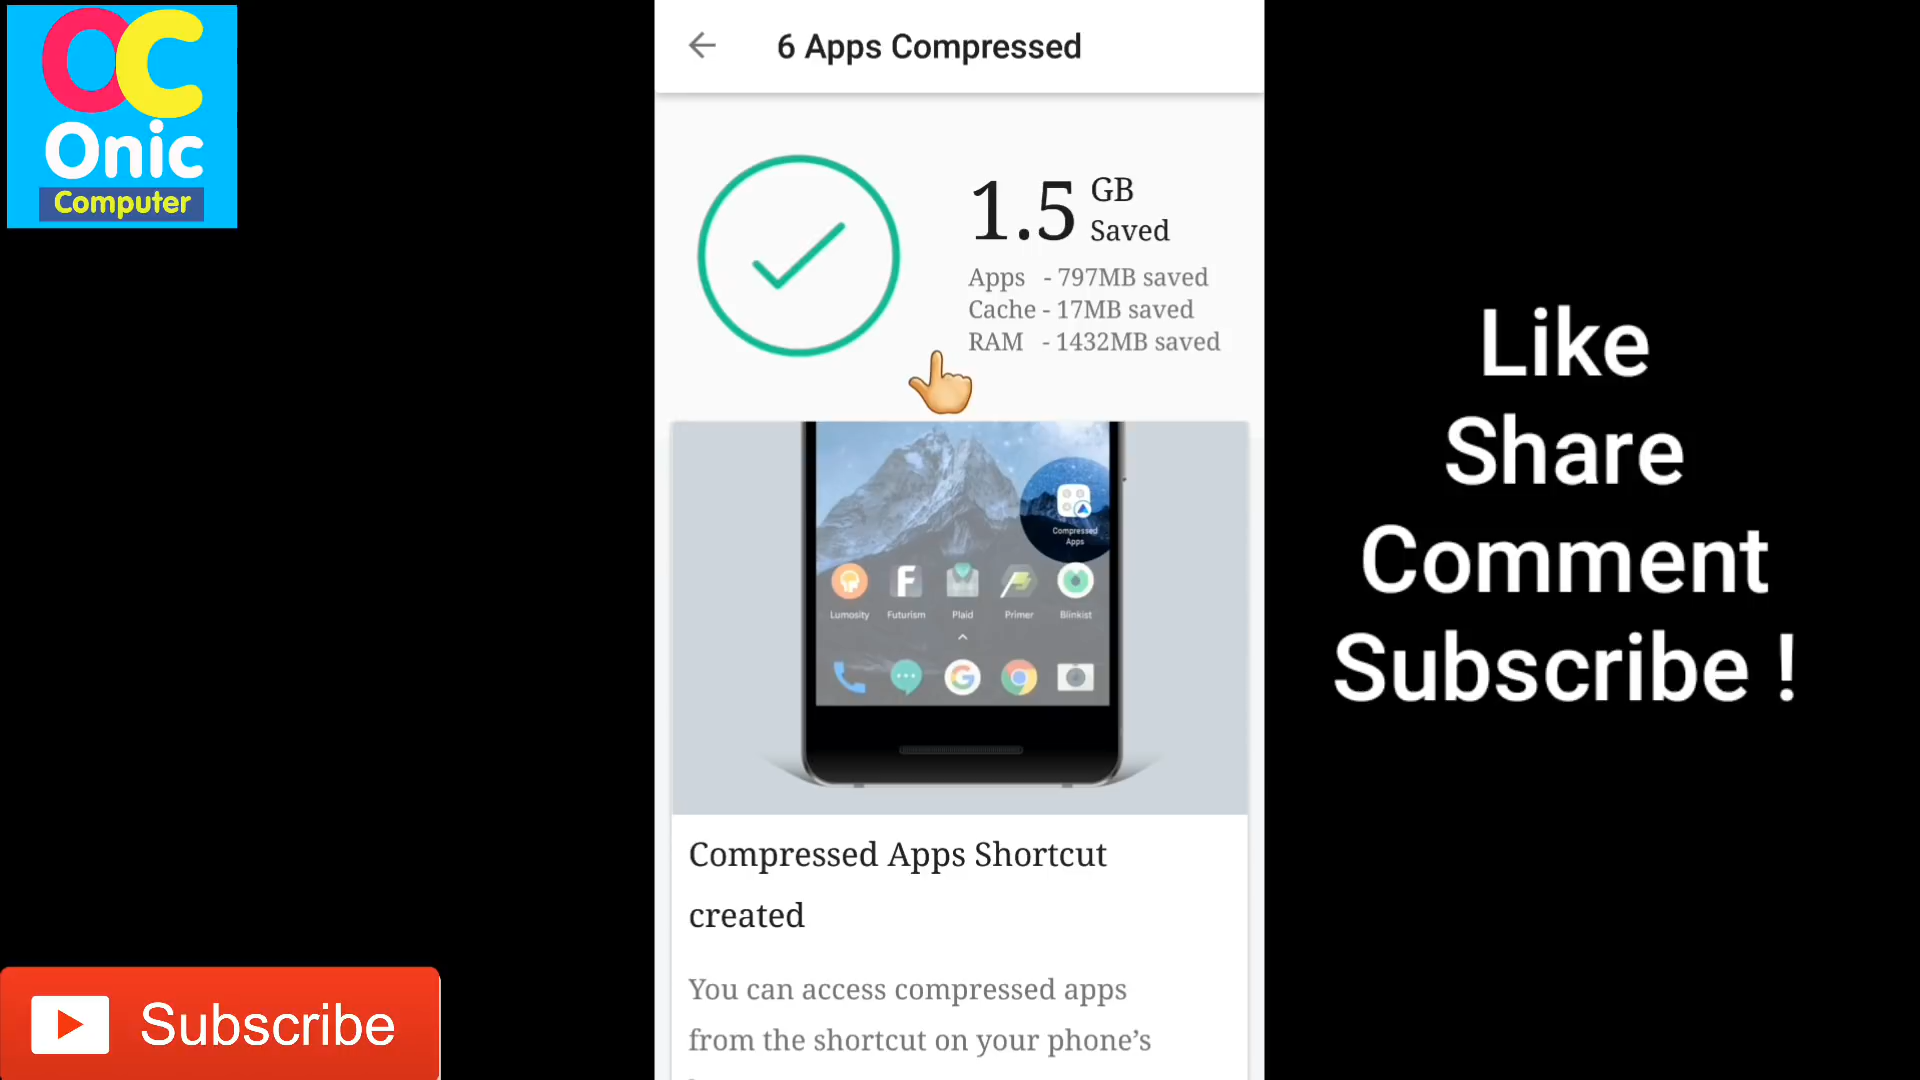 OC
Onic
Computer
6 Apps Compressed
1.5 GB
Saved
Apps - 797MB saved
Cache - 17MB saved
RAM - 1432MB saved
Compressed
Apps
Lumosity Futurism Plaid Primer Blinkist
Compressed Apps Shortcut
created
You can access compressed apps
from the shortcut on your phone’s
Like
Share
Comment
Subscribe !
Subscribe